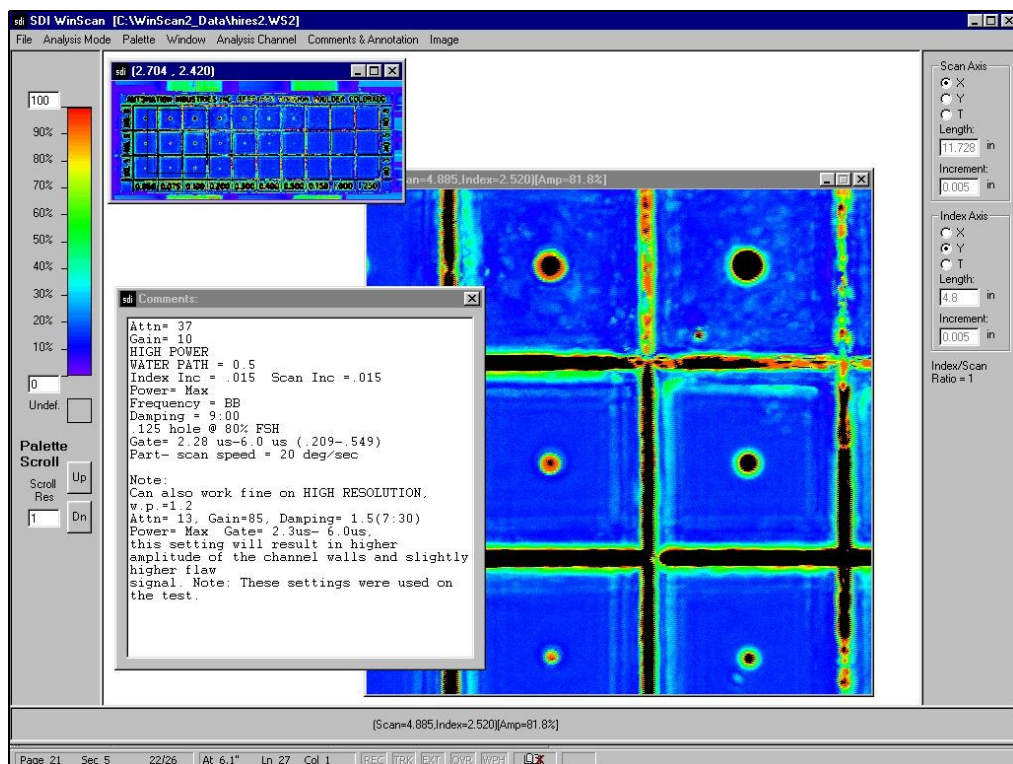 sdi SDI WinScan [C:\WinScan2_Data\hires2.WS2]
File Analysis Mode Palette Window Analysis Channel Comments & Annotation Image
100
90%
80%
70%
60%
50%
40%
30%
20%
10%
0
Undef.
Palette
Scroll
Scroll
Res
1
Up
Dn
sdi (2.704 , 2.420)
AUTOMATION INDUSTRIES INC. BOULDER COLORADO
can=4.885,Index=2.520)[Amp=81.8%]
sdi Comments:
Attn= 37
Gain= 10
HIGH POWER
WATER PATH = 0.5
Index Inc = .015 Scan Inc =.015
Power= Max
Frequency = BB
Damping = 9:00
.125 hole @ 80% FSH
Gate= 2.28 us-6.0 us (.209-.549)
Part- scan speed = 20 deg/sec
Note:
Can also work fine on HIGH RESOLUTION,
w.p.=1.2
Attn= 13, Gain=85, Damping= 1.5(7:30)
Power= Max Gate= 2.3us- 6.0us,
this setting will result in higher
amplitude of the channel walls and slightly
higher flaw
signal. Note: These settings were used on
the test.
Scan Axis
X
Y
T
Length:
11.728 in
Increment:
0.005 in
Index Axis
X
Y
T
Length:
4.8 in
Increment:
0.005 in
Index/Scan
Ratio = 1
(Scan=4.885,Index=2.520)[Amp=81.8%]
Page 21 Sec 5 22/26 At 6.1" Ln 27 Col 1 REC TRK EXT OVR WPH